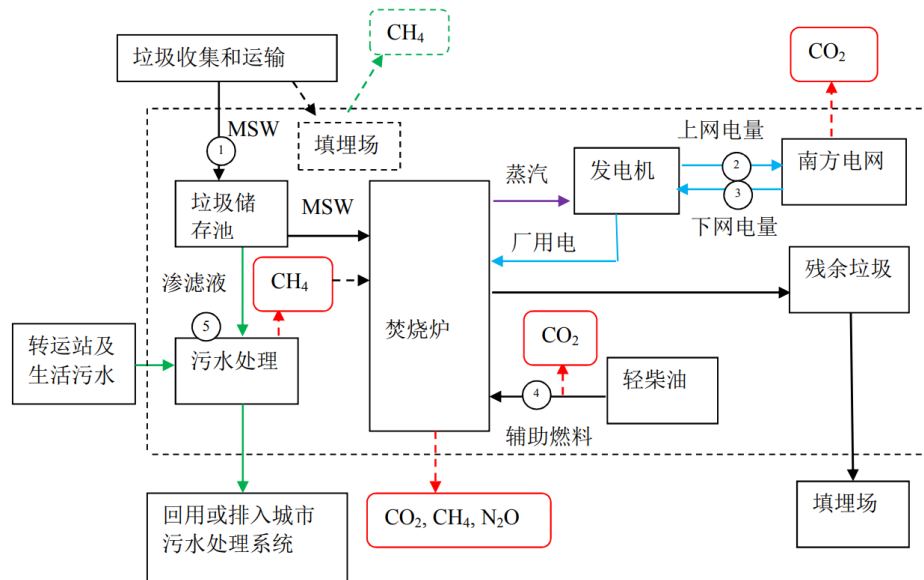 垃圾收集和运输
CH₄
CO₂
MSW
1
填埋场
上网电量
2
南方电网
蒸汽
发电机
3
下网电量
垃圾储
存池
MSW
厂用电
渗滤液
CH₄
残余垃圾
5
焚烧炉
CO₂
转运站及
生活污水
污水处理
4
轻柴油
辅助燃料
回用或排入城市
污水处理系统
CO₂, CH₄, N₂O
填埋场